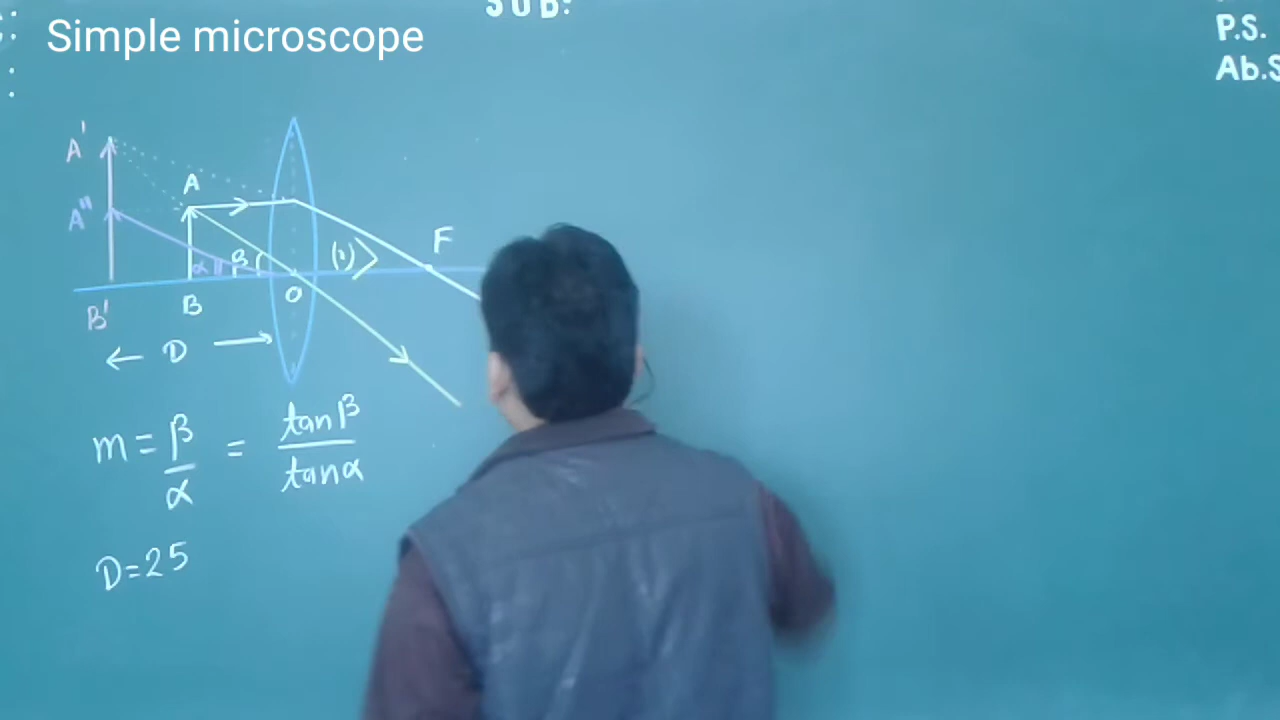 SUB:
Simple microscope
P.S.
Ab.S
A'
A
A"
F
α β
B'
B
O
← D →
m = β/α = tanβ/tanα
D=25